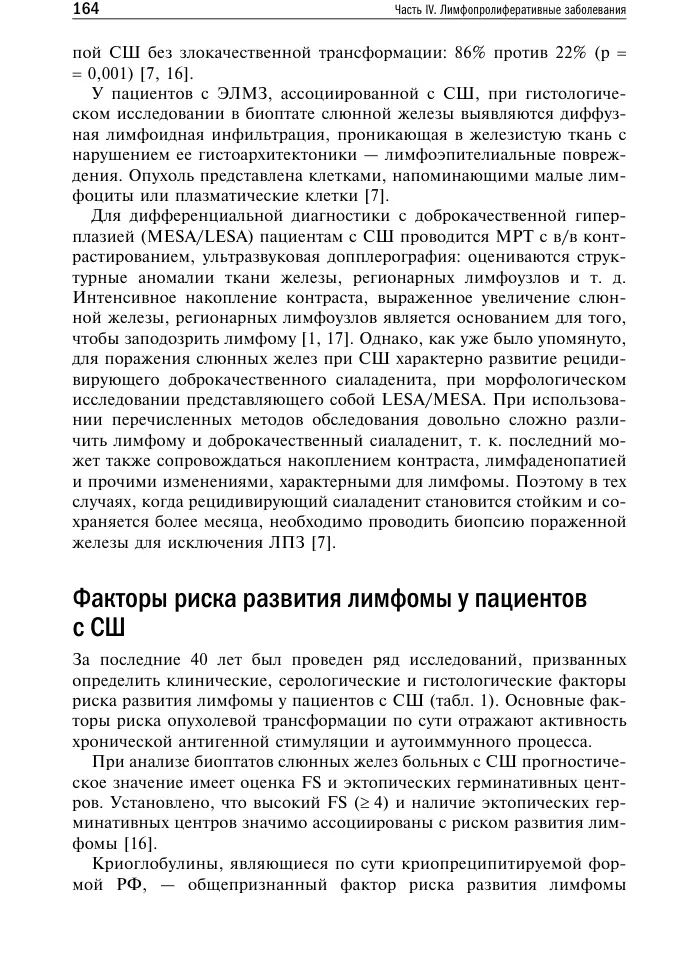 164
Часть IV. Лимфопролиферативные заболевания
пой СШ без злокачественной трансформации: 86% против 22% (p =
= 0,001) [7, 16].
У пациентов с ЭЛМЗ, ассоциированной с СШ, при гистологиче-
ском исследовании в биоптате слюнной железы выявляются диффуз-
ная лимфоидная инфильтрация, проникающая в железистую ткань с
нарушением ее гистоархитектоники — лимфоэпителиальные повреж-
дения. Опухоль представлена клетками, напоминающими малые лим-
фоциты или плазматические клетки [7].
Для дифференциальной диагностики с доброкачественной гипер-
плазией (MESA/LESA) пациентам с СШ проводится МРТ с в/в конт-
растированием, ультразвуковая допплерография: оцениваются струк-
турные аномалии ткани железы, регионарных лимфоузлов и т. д.
Интенсивное накопление контраста, выраженное увеличение слюн-
ной железы, регионарных лимфоузлов является основанием для того,
чтобы заподозрить лимфому [1, 17]. Однако, как уже было упомянуто,
для поражения слюнных желез при СШ характерно развитие рециди-
вирующего доброкачественного сиаладенита, при морфологическом
исследовании представляющего собой LESA/MESA. При использова-
нии перечисленных методов обследования довольно сложно разли-
чить лимфому и доброкачественный сиаладенит, т. к. последний мо-
жет также сопровождаться накоплением контраста, лимфаденопатией
и прочими изменениями, характерными для лимфомы. Поэтому в тех
случаях, когда рецидивирующий сиаладенит становится стойким и со-
храняется более месяца, необходимо проводить биопсию пораженной
железы для исключения ЛПЗ [7].
Факторы риска развития лимфомы у пациентов
с СШ
За последние 40 лет был проведен ряд исследований, призванных
определить клинические, серологические и гистологические факторы
риска развития лимфомы у пациентов с СШ (табл. 1). Основные фак-
торы риска опухолевой трансформации по сути отражают активность
хронической антигенной стимуляции и аутоиммунного процесса.
При анализе биоптатов слюнных желез больных с СШ прогностиче-
ское значение имеет оценка FS и эктопических герминативных цент-
ров. Установлено, что высокий FS (≥ 4) и наличие эктопических гер-
минативных центров значимо ассоциированы с риском развития лим-
фомы [16].
Криоглобулины, являющиеся по сути криопреципитируемой фор-
мой РФ, — общепризнанный фактор риска развития лимфомы